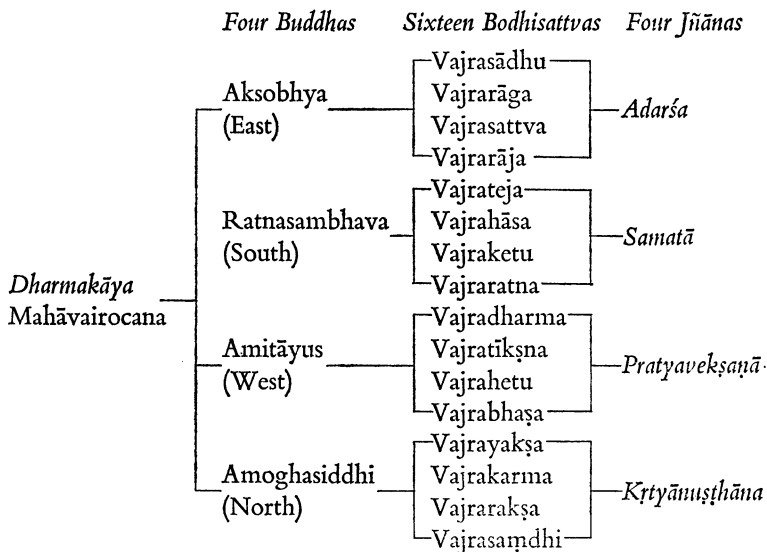 Four Buddhas Sixteen Bodhisattvas Four Jñānas
Vajrasādhu
Aksobhya
(East)
Vajrarāga
Vajrasattva
Vajrarāja
Adarśa
Vajrateja
Ratnasambhava
(South)
Vajrahāsa
Vajraketu
Vajraratna
Samatā
Dharmakāya
Mahāvairocana
Vajradharma
Amitāyus
(West)
Vajratīkṣna
Vajrahetu
Vajrabhaṣa
Pratyavekṣaṇā
Vajrayakṣa
Amoghasiddhi
(North)
Vajrakarma
Vajrarakṣa
Vajrasaṃdhi
Kṛtyānuṣṭhāna